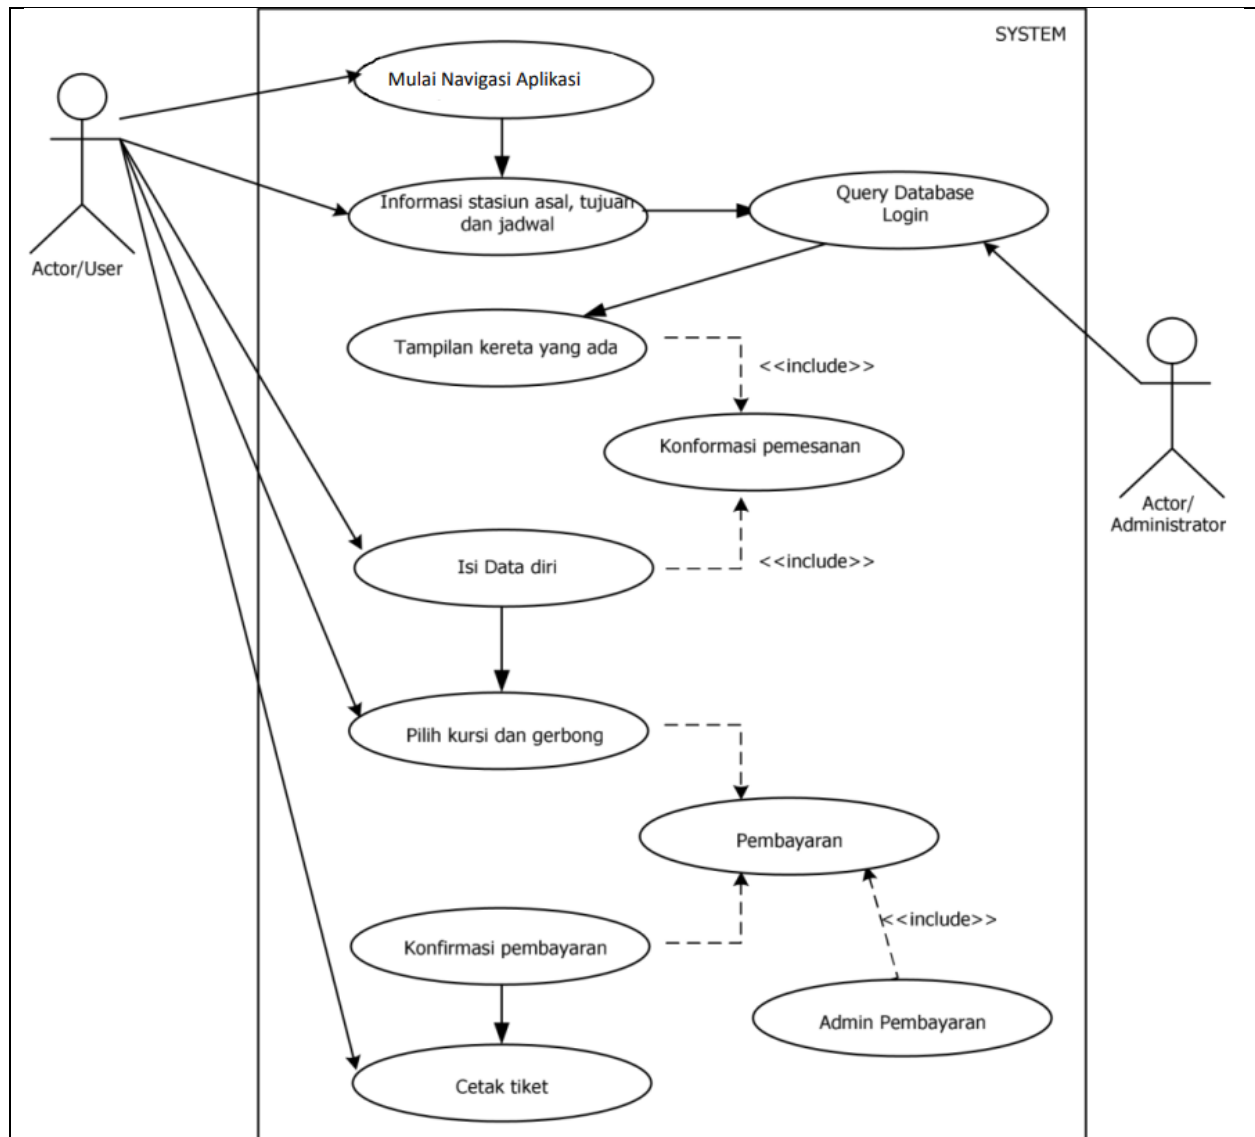 SYSTEM
Mulai Navigasi Aplikasi
Informasi stasiun asal, tujuan
dan jadwal
Query Database
Login
Actor/User
Tampilan kereta yang ada
<<include>>
Konformasi pemesanan
Actor/
Administrator
Isi Data diri
<<include>>
Pilih kursi dan gerbong
Pembayaran
<<include>>
Konfirmasi pembayaran
Admin Pembayaran
Cetak tiket